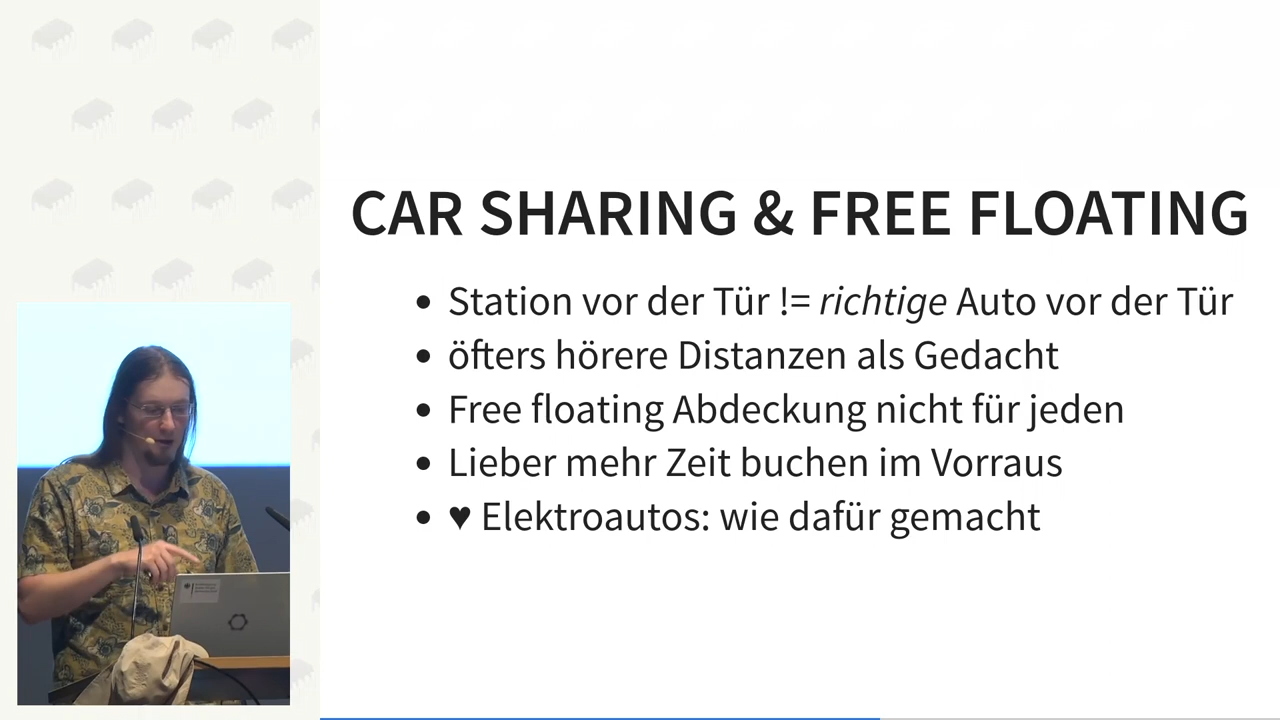 CAR SHARING & FREE FLOATING
Station vor der Tür != richtige Auto vor der Tür
öfters hörere Distanzen als Gedacht
Free floating Abdeckung nicht für jeden
Lieber mehr Zeit buchen im Vorraus
♥ Elektroautos: wie dafür gemacht